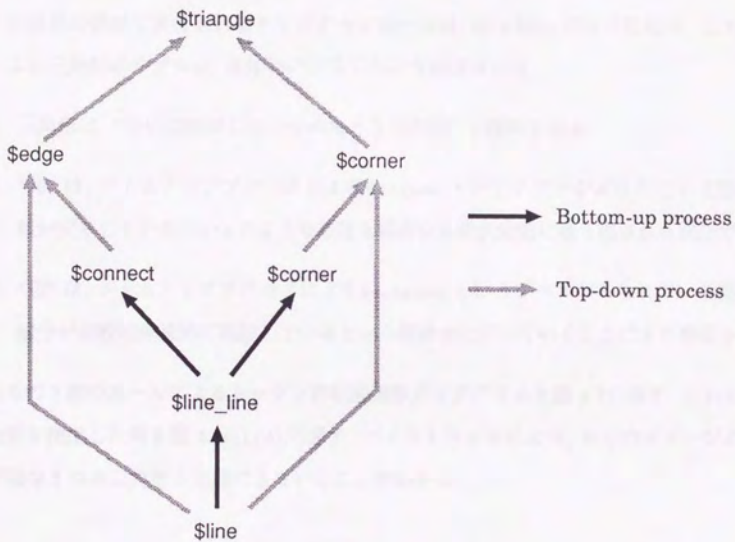 $triangle
$edge
$corner
Bottom-up process
$connect
$corner
Top-down process
$line_line
$line